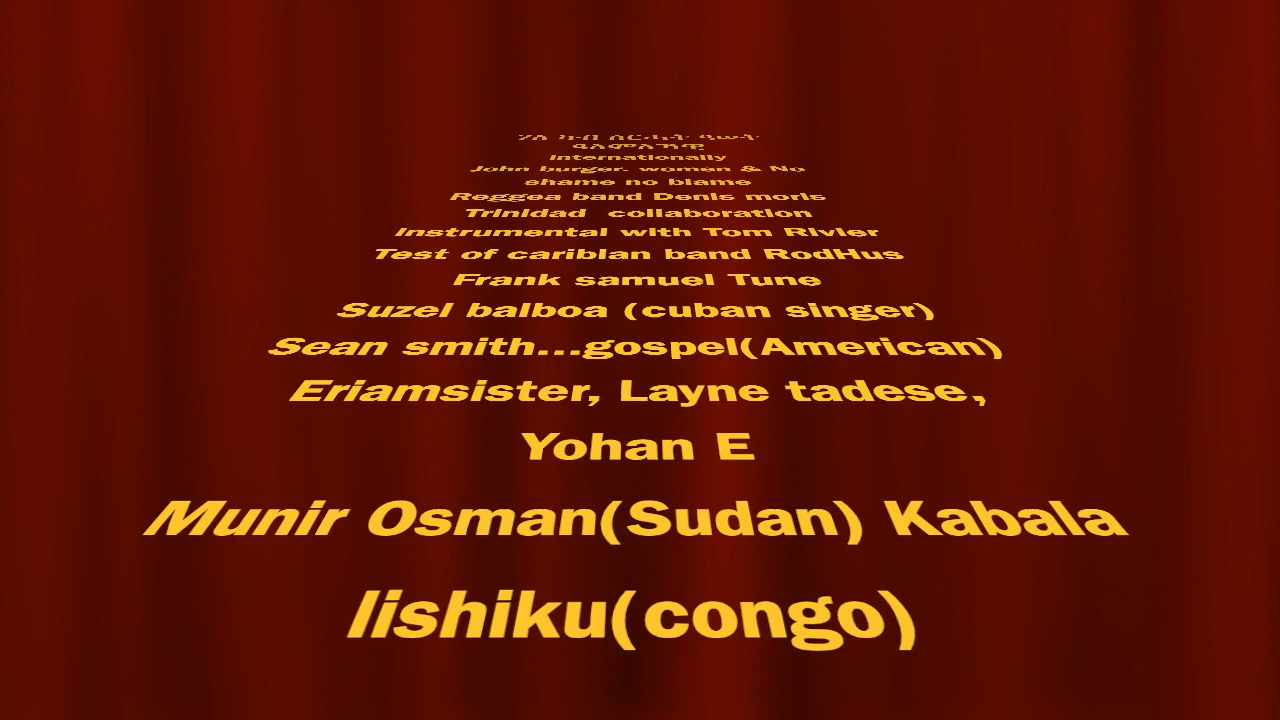 Internationally
John burger. women & No
shame no blame
Reggea band Denis moris
Trinidad collaboration
instrumental with Tom Rivier
Test of caribian band RodHus
Frank samuel Tune
Suzel balboa (cuban singer)
Sean smith...gospel(American)
Eriamsister, Layne tadese,
Yohan E
Munir Osman(Sudan) Kabala
lishiku(congo)